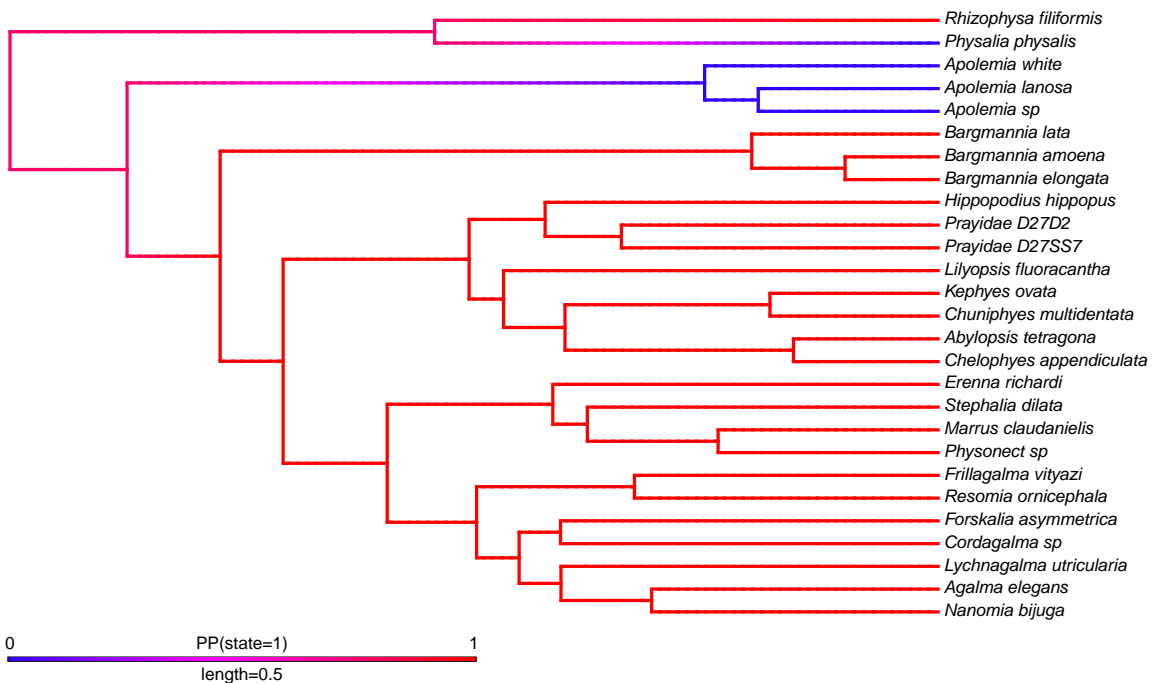 Rhizophysa filiformis
Physalia physalis
Apolemia white
Apolemia lanosa
Apolemia sp
Bargmannia lata
Bargmannia amoena
Bargmannia elongata
Hippopodius hippopus
Prayidae D27D2
Prayidae D27SS7
Lilyopsis fluoracantha
Kephyes ovata
Chuniphyes multidentata
Abylopsis tetragona
Chelophyes appendiculata
Erenna richardi
Stephalia dilata
Marrus claudanielis
Physonect sp
Frillagalma vityazi
Resomia ornicephala
Forskalia asymmetrica
Cordagalma sp
Lychnagalma utricularia
Agalma elegans
Nanomia bijuga
0 PP(state=1) 1
length=0.5